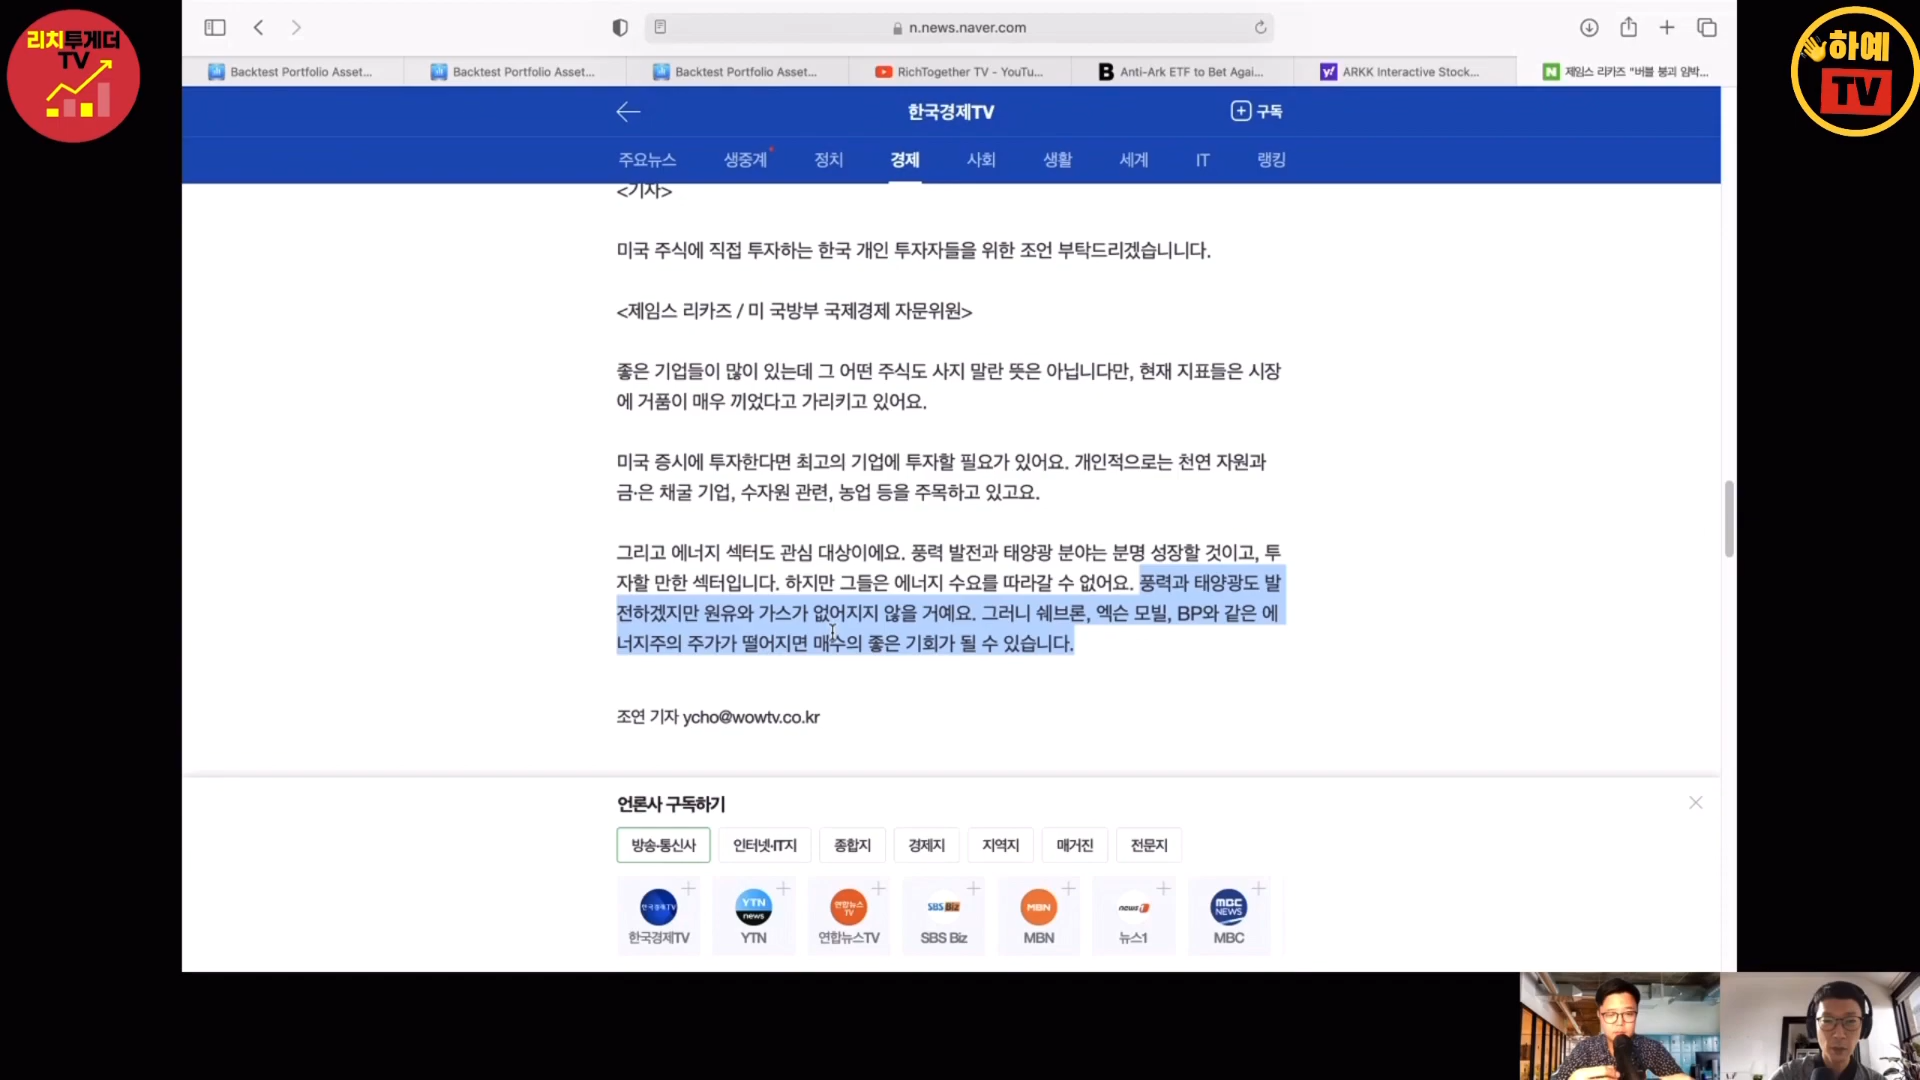 리치투게더
TV
하예
TV
n.news.naver.com
Backtest Portfolio Asset...
Backtest Portfolio Asset...
Backtest Portfolio Asset...
RichTogether TV - YouTu...
Anti-Ark ETF to Bet Agai...
ARKK Interactive Stock...
제임스 리카즈 "버블 붕괴 임박...
한국경제TV
구독
주요뉴스 생중계 정치 경제 사회 생활 세계 IT 랭킹
<기자>
미국 주식에 직접 투자하는 한국 개인 투자자들을 위한 조언 부탁드리겠습니다.
<제임스 리카즈 / 미 국방부 국제경제 자문위원>
좋은 기업들이 많이 있는데 그 어떤 주식도 사지 말란 뜻은 아닙니다만, 현재 지표들은 시장
에 거품이 매우 끼었다고 가리키고 있어요.
미국 증시에 투자한다면 최고의 기업에 투자할 필요가 있어요. 개인적으로는 천연 자원과
금·은 채굴 기업, 수자원 관련, 농업 등을 주목하고 있고요.
그리고 에너지 섹터도 관심 대상이에요. 풍력 발전과 태양광 분야는 분명 성장할 것이고, 투
자할 만한 섹터입니다. 하지만 그들은 에너지 수요를 따라갈 수 없어요. 풍력과 태양광도 발
전하겠지만 원유와 가스가 없어지지 않을 거예요. 그러니 쉐브론, 엑슨 모빌, BP와 같은 에
너지주의 주가가 떨어지면 매수의 좋은 기회가 될 수 있습니다.
조연 기자 ycho@wowtv.co.kr
언론사 구독하기
방송·통신사 인터넷·IT지 종합지 경제지 지역지 매거진 전문지
한국경제TV YTN news 연합뉴스TV SBS Biz MBN news1 MBC NEWS
한국경제TV YTN 연합뉴스TV SBS Biz MBN 뉴스1 MBC